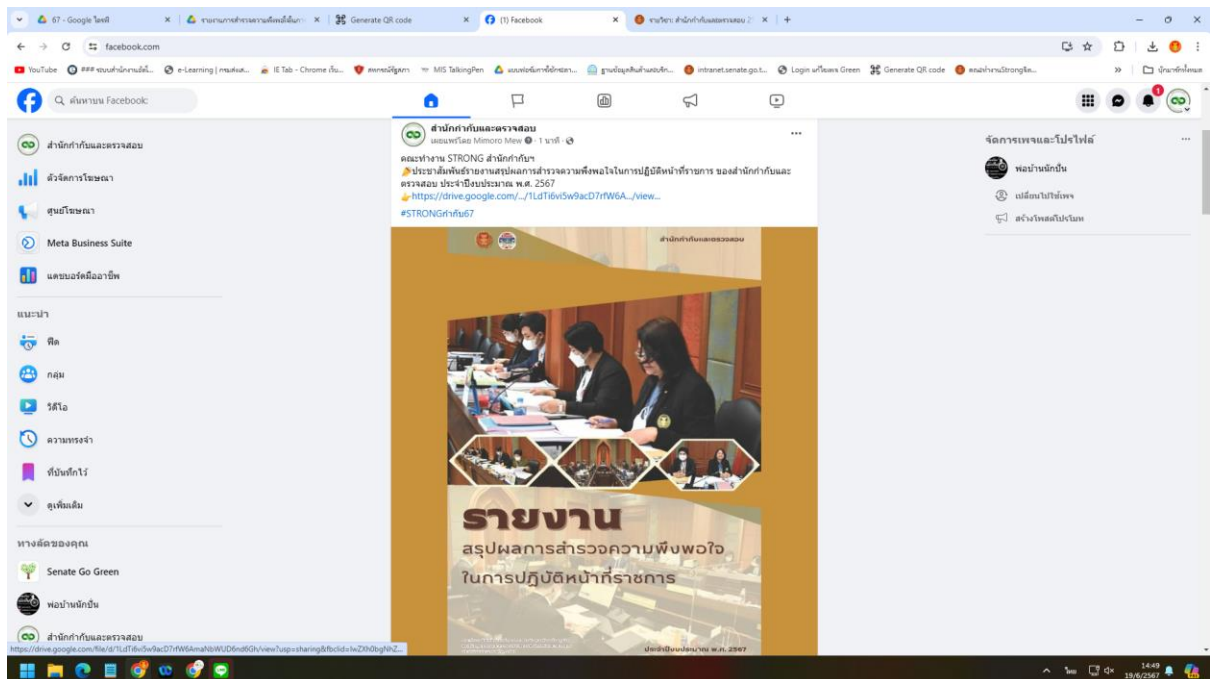 67 - Google ไดรฟ์
Generate QR code
(1) Facebook
facebook.com
YouTube
IE Tab - Chrome เว็บ...
MIS TalkingPen
intranet.senate.go.t...
Generate QR code
ค้นหาบน Facebook
สำนักกำกับและตรวจสอบ
ตัวจัดการโฆษณา
ศูนย์โฆษณา
Meta Business Suite
แดชบอร์ดมืออาชีพ
แนะนำ
ฟีด
กลุ่ม
วิดีโอ
ความทรงจำ
ที่บันทึกไว้
ดูเพิ่มเติม
ทางลัดของคุณ
Senate Go Green
พ่อบ้านนักปั่น
สำนักกำกับและตรวจสอบ
สำนักกำกับและตรวจสอบ
เผยแพร่โดย Mimoro Mew · 1 นาที ·
คณะทำงาน STRONG สำนักกำกับฯ
ประชาสัมพันธ์รายงานสรุปผลการสำรวจความพึงพอใจในการปฏิบัติหน้าที่ราชการ ของสำนักกำกับและ
ตรวจสอบ ประจำปีงบประมาณ พ.ศ. 2567
https://drive.google.com/.../1LdTi6vi5w9acD7rfW6A.../view...
#STRONGกำกับ67
สำนักกำกับและตรวจสอบ
รายงาน
สรุปผลการสำรวจความพึงพอใจ
ในการปฏิบัติหน้าที่ราชการ
ประจำปีงบประมาณ พ.ศ. 2567
จัดการเพจและโปรไฟล์
พ่อบ้านนักปั่น
เปลี่ยนไปใช้เพจ
สร้างโพสต์โปรโมท
ไทย
14:49
19/6/2567